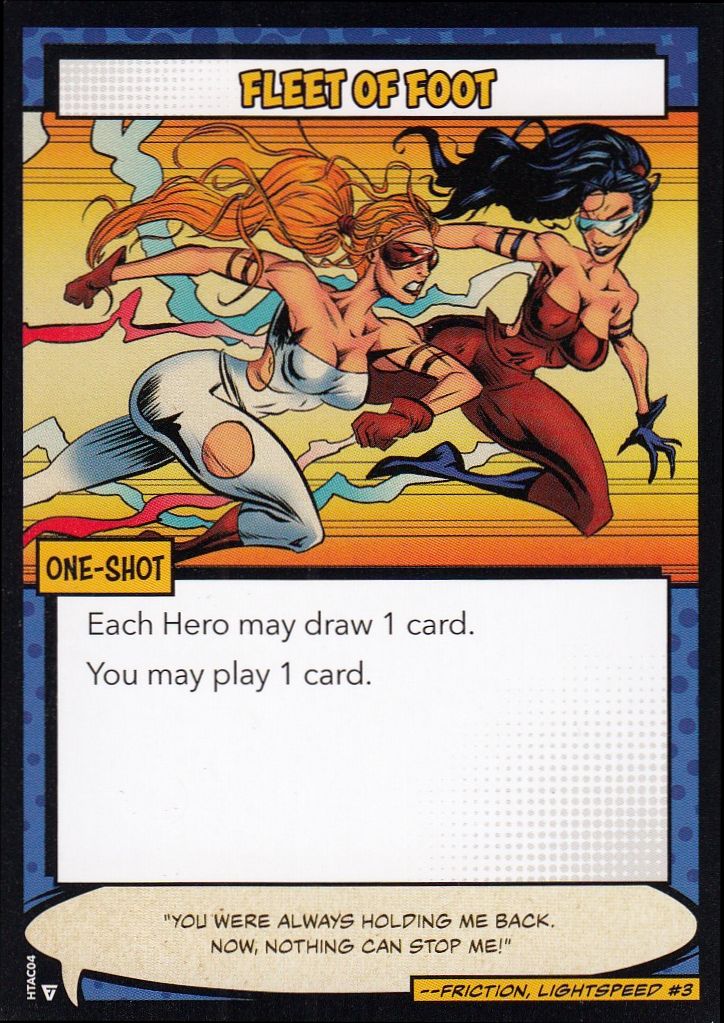 FLEET OF FOOT
ONE-SHOT
Each Hero may draw 1 card.
You may play 1 card.
"YOU WERE ALWAYS HOLDING ME BACK.
NOW, NOTHING CAN STOP ME!"
--FRICTION, LIGHTSPEED #3
HTAC04